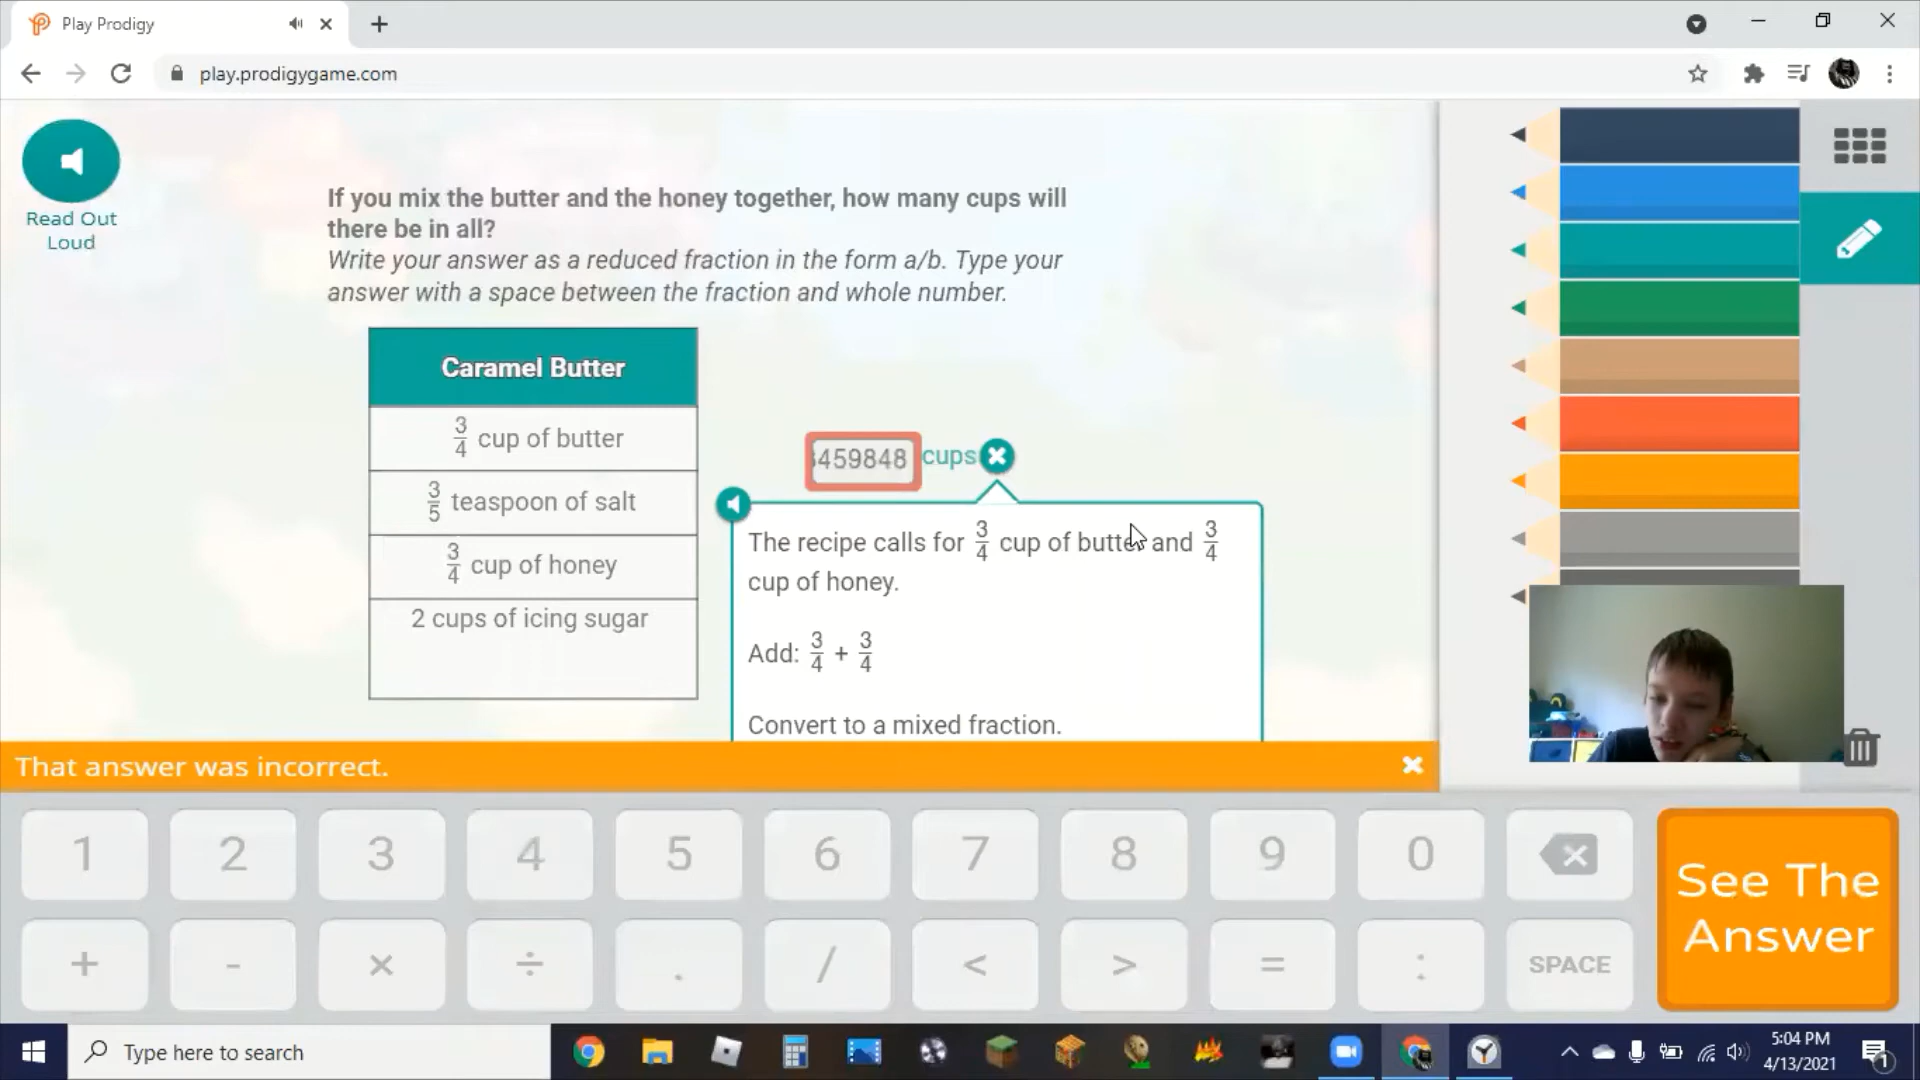 Play Prodigy
play.prodigygame.com
Read Out
Loud
If you mix the butter and the honey together, how many cups will
there be in all?
Write your answer as a reduced fraction in the form a/b. Type your
answer with a space between the fraction and whole number.
Caramel Butter
3/4 cup of butter
3/5 teaspoon of salt
3/4 cup of honey
2 cups of icing sugar
459848 cups
The recipe calls for 3/4 cup of butter and 3/4
cup of honey.
Add: 3/4 + 3/4
Convert to a mixed fraction.
That answer was incorrect.
1 2 3 4 5 6 7 8 9 0
+ - × ÷ . / < > = : SPACE
See The
Answer
Type here to search
5:04 PM
4/13/2021
1